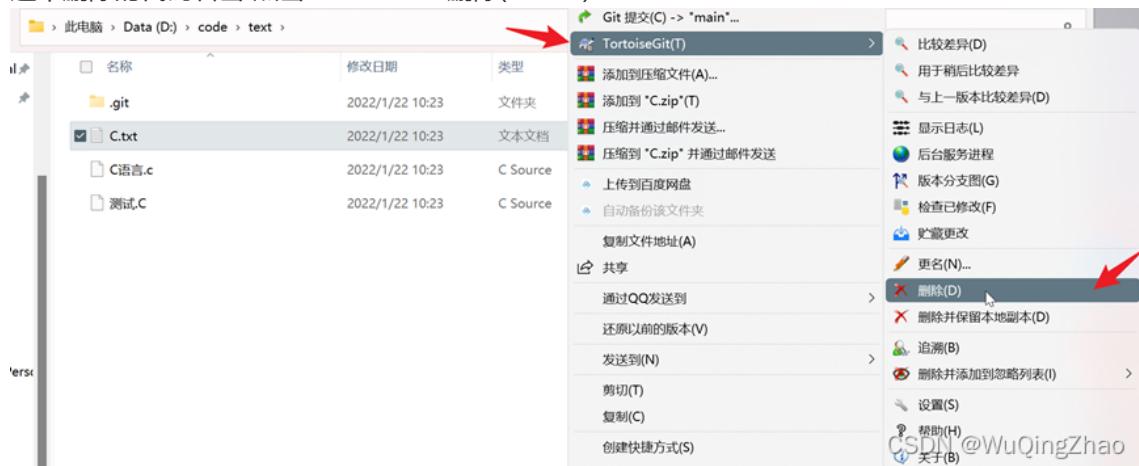 此电脑 › Data (D:) › code › text ›
名称 修改日期 类型
.git 2022/1/22 10:23 文件夹
C.txt 2022/1/22 10:23 文本文档
C语言.c 2022/1/22 10:23 C Source
测试.C 2022/1/22 10:23 C Source
Git 提交(C) -> "main"...
TortoiseGit(T)
添加到压缩文件(A)...
添加到 "C.zip"(T)
压缩并通过邮件发送...
压缩到 "C.zip" 并通过邮件发送
上传到百度网盘
自动备份该文件夹
复制文件地址(A)
共享
通过QQ发送到
还原以前的版本(V)
发送到(N)
剪切(T)
复制(C)
创建快捷方式(S)
比较差异(D)
用于稍后比较差异
与上一版本比较差异(D)
显示日志(L)
后台服务进程
版本分支图(G)
检查已修改(F)
贮藏更改
更名(N)...
删除(D)
删除并保留本地副本(D)
追溯(B)
删除并添加到忽略列表(I)
设置(S)
帮助(H)
关于(B)
CSDN @WuQingZhao